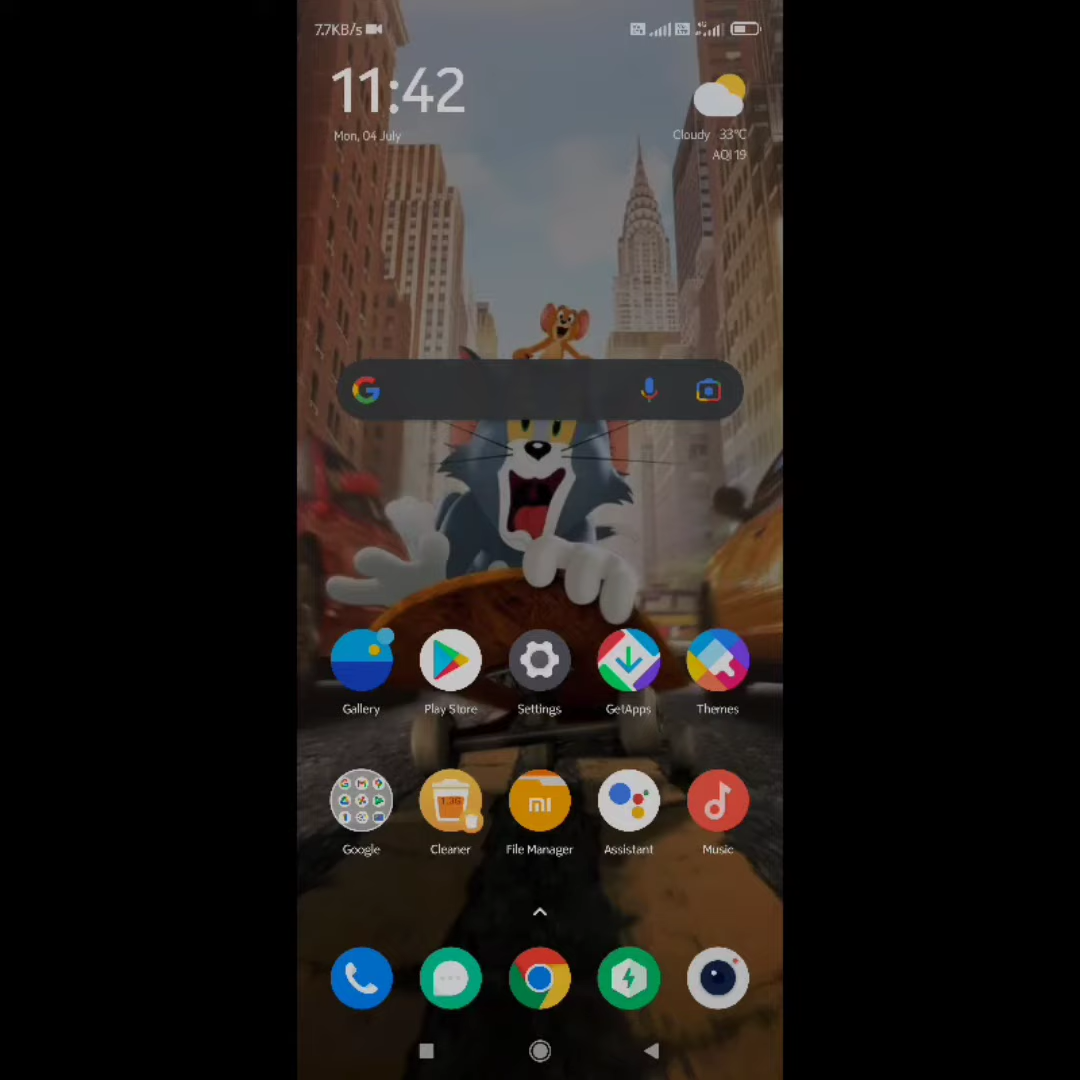 7.7KB/s
11:42
Mon, 04 July
Cloudy 33°C
AQI 19
Gallery Play Store Settings GetApps Themes
Google Cleaner File Manager Assistant Music